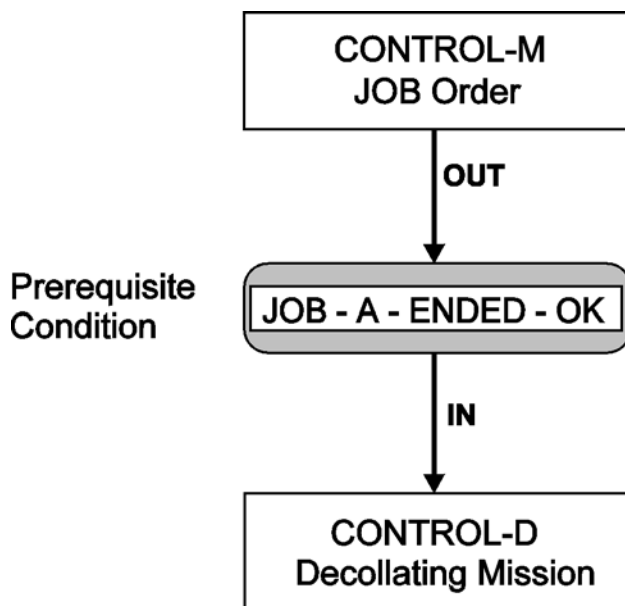 CONTROL-M
JOB Order
OUT
Prerequisite
Condition
JOB - A - ENDED - OK
IN
CONTROL-D
Decollating Mission